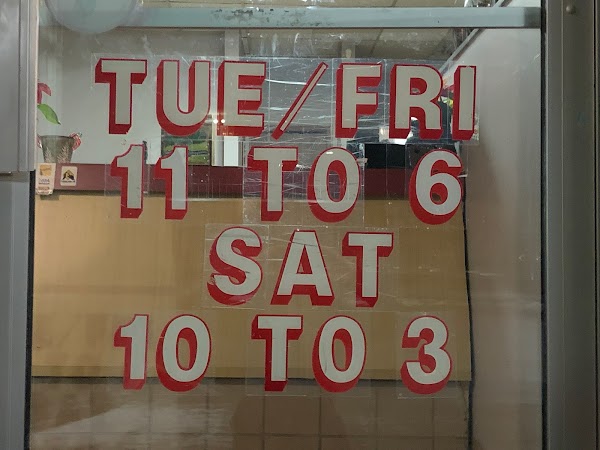 TUE/FRI
11 TO 6
SAT
10 TO 3